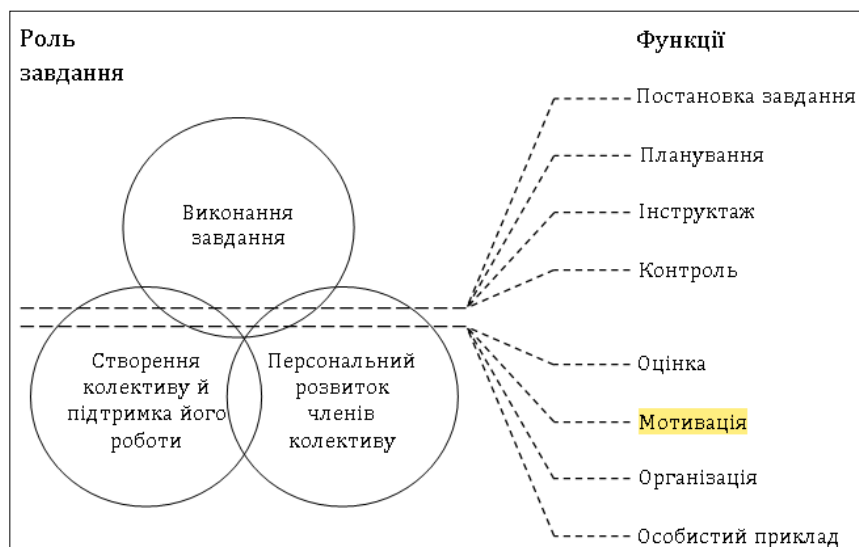 Роль
завдання
Функції
Виконання
завдання
Створення
колективу й
підтримка його
роботи
Персональний
розвиток
членів
колективу
Постановка завдання
Планування
Інструктаж
Контроль
Оцінка
Мотивація
Організація
Особистий приклад